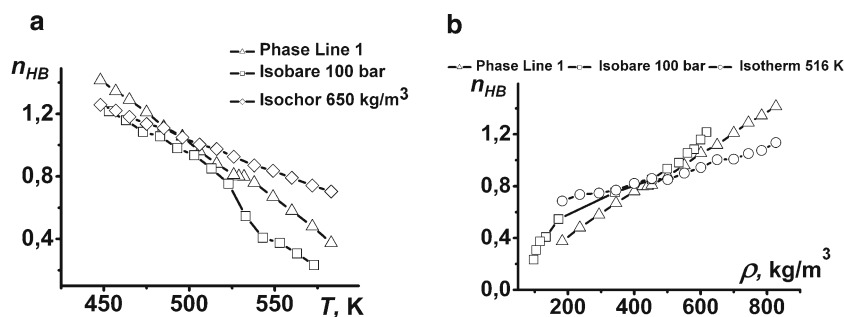 a
n_HB
Phase Line 1
Isobare 100 bar
Isochor 650 kg/m³
1,2
0,8
0,4
450 500 550 T, K
b
Phase Line 1 Isobare 100 bar Isotherm 516 K
n_HB
1,2
0,8
0,4
0,0
ρ, kg/m³
200 400 600 800